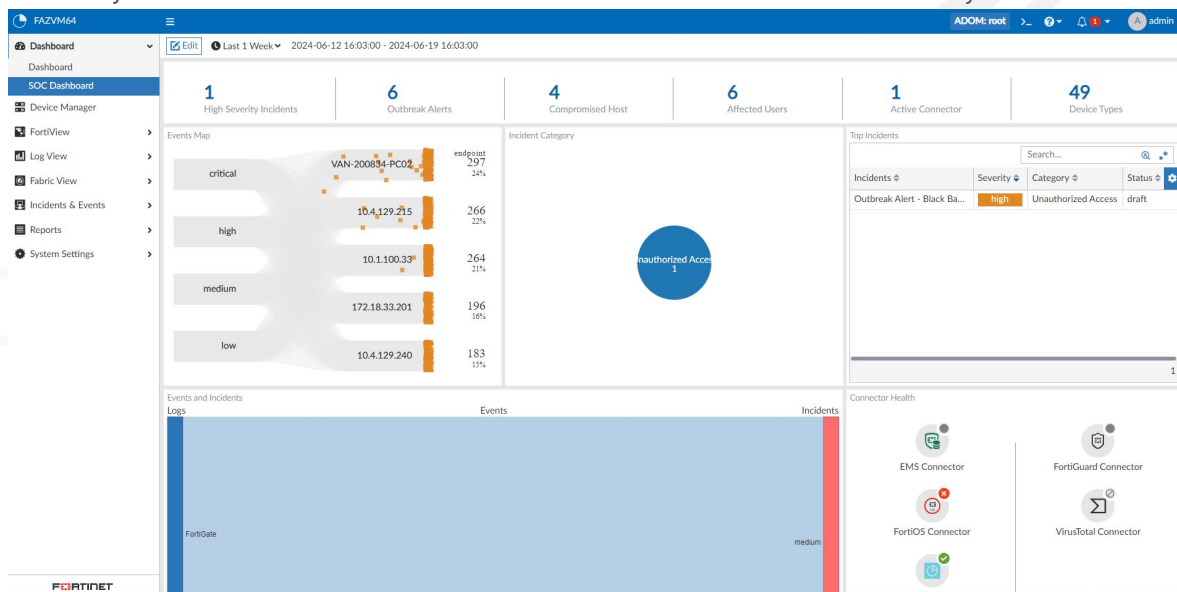 FAZVM64
ADOM: root
>_
1
A
admin
Dashboard
Dashboard
SOC Dashboard
Device Manager
FortiView
Log View
Fabric View
Incidents & Events
Reports
System Settings
FORTINET
Edit
Last 1 Week
2024-06-12 16:03:00 - 2024-06-19 16:03:00
1
High Severity Incidents
6
Outbreak Alerts
4
Compromised Host
6
Affected Users
1
Active Connector
49
Device Types
Events Map
critical
high
medium
low
endpoint
VAN-200834-PC02
297
24%
10.4.129.215
266
22%
10.1.100.33
264
21%
172.18.33.201
196
16%
10.4.129.240
183
15%
Incident Category
nauthorized Acces
1
Top Incidents
Search...
Incidents
Severity
Category
Status
Outbreak Alert - Black Ba...
high
Unauthorized Access
draft
1
Events and Incidents
Logs
Events
Incidents
FortiGate
medium
Connector Health
EMS Connector
FortiGuard Connector
FortiOS Connector
VirusTotal Connector